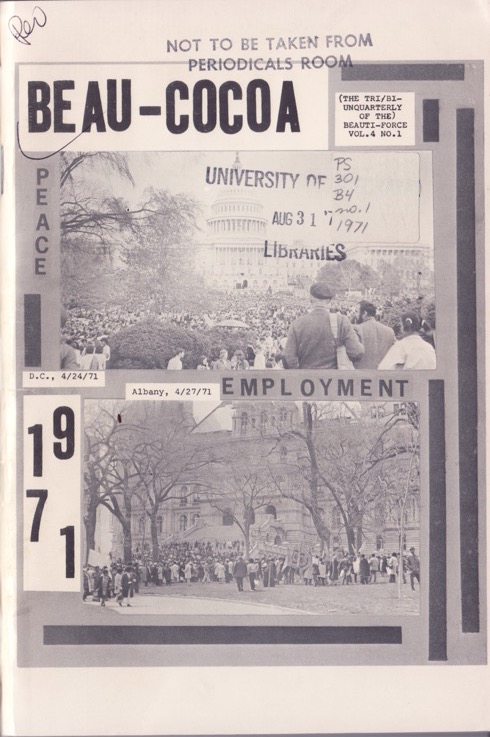 Per
NOT TO BE TAKEN FROM
PERIODICALS ROOM
BEAU-COCOA
(THE TRI/BI-
UNQUARTERLY
OF THE)
BEAUTI-FORCE
VOL.4 NO.1
PEACE
UNIVERSITY OF
AUG 31 '71
LIBRARIES
PS
301
B4
no.1
1971
D.C., 4/24/71
Albany, 4/27/71
EMPLOYMENT
1971